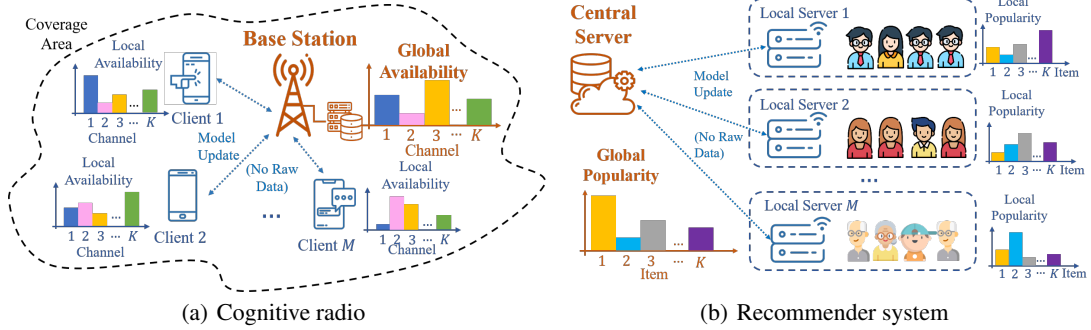 Coverage
Area
Local
Availability
1 2 3 ... K
Channel
Client 1
Base Station
Global
Availability
1 2 3 ... K
Channel
Model
Update
(No Raw
Data)
Local
Availability
1 2 3 ... K
Channel
Client 2
...
Client M
Local
Availability
1 2 3 ... K
Channel
(a) Cognitive radio
Central
Server
Global
Popularity
1 2 3 ... K
Item
Model
Update
(No Raw
Data)
Local Server 1
Local
Popularity
1 2 3 ... K Item
Local Server 2
Local
Popularity
1 2 3 ... K Item
...
Local Server M
Local
Popularity
1 2 3 ... K Item
(b) Recommender system